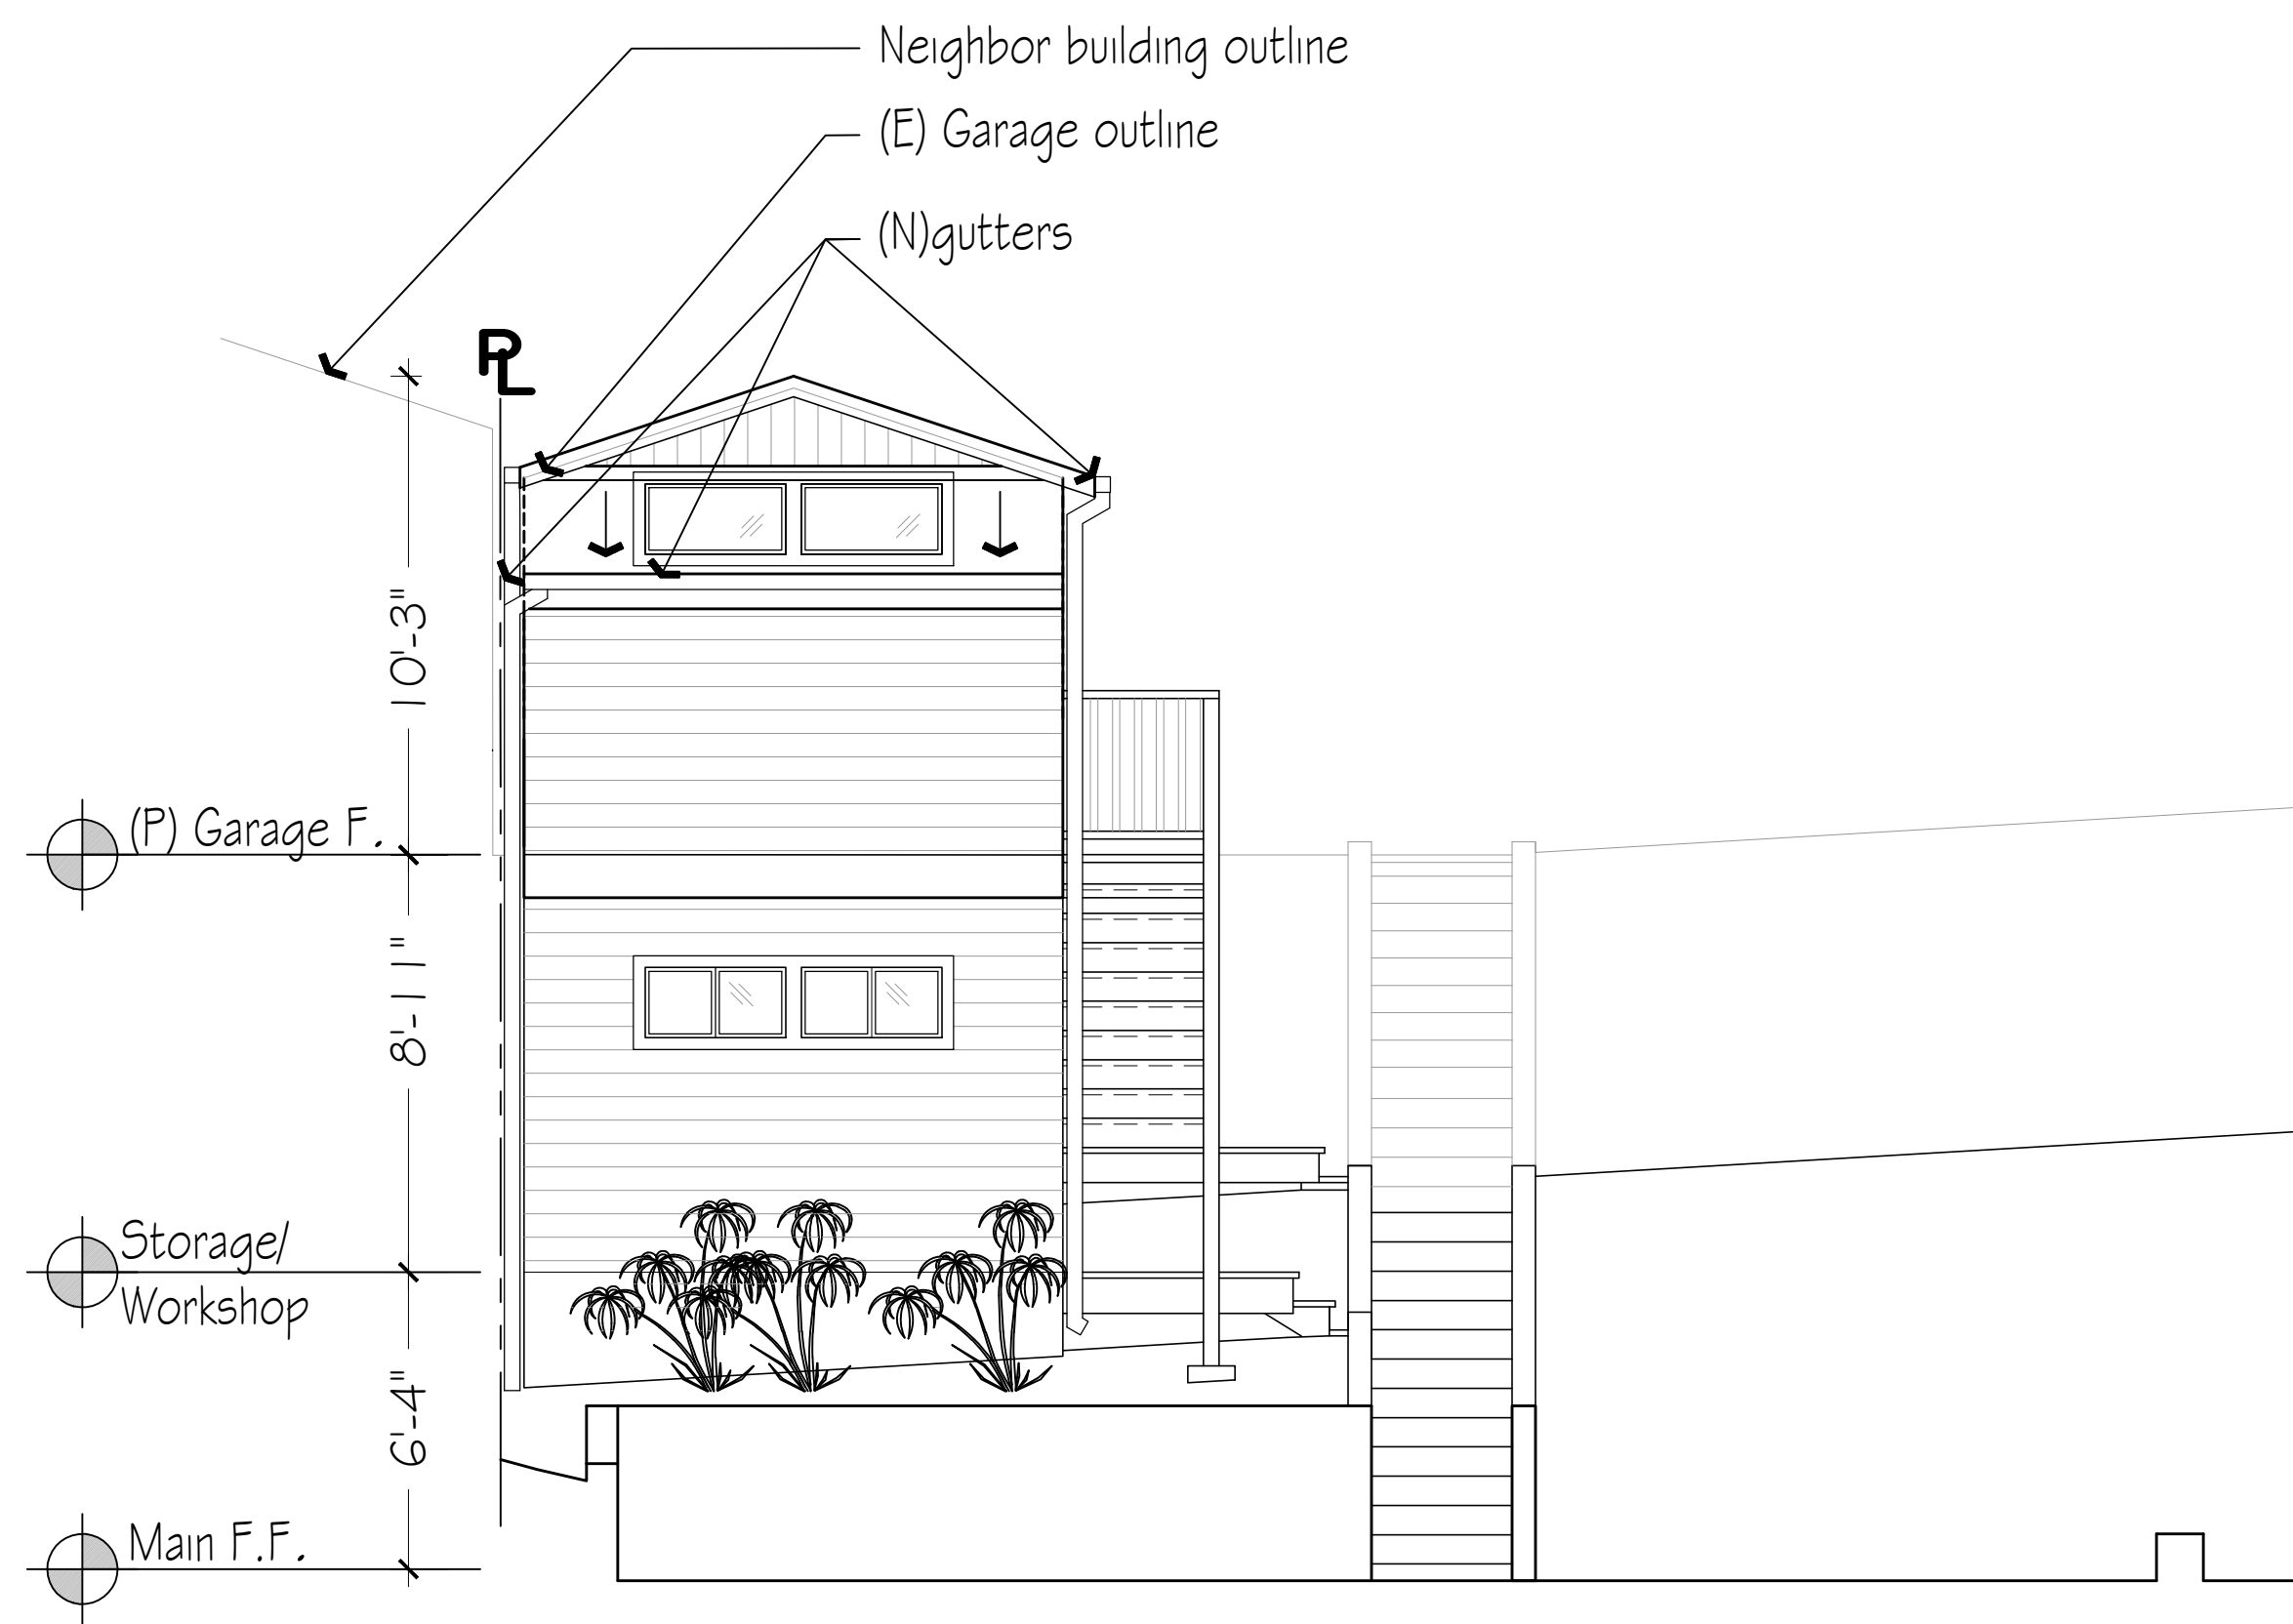 Neighbor building outline
(E) Garage outline
(N)gutters
PL
10'-3"
(P) Garage F.
8'-11"
Storage/
Workshop
6'-4"
Main F.F.